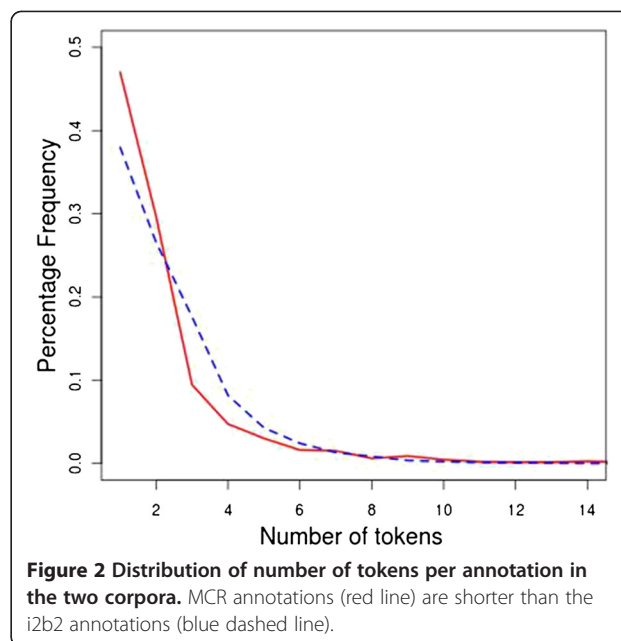 0.5
0.4
0.3
0.2
0.1
0.0
Percentage Frequency
2 4 6 8 10 12 14
Number of tokens
Figure 2 Distribution of number of tokens per annotation in
the two corpora. MCR annotations (red line) are shorter than the
i2b2 annotations (blue dashed line).